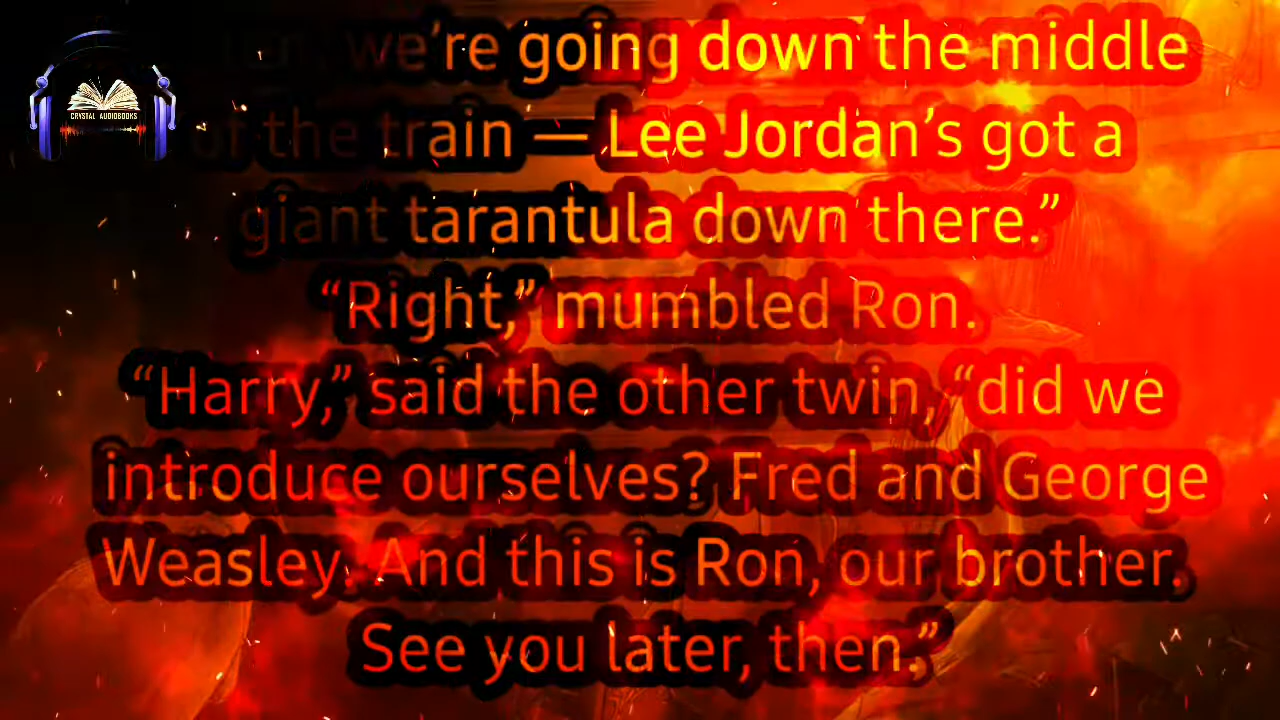 CRYSTAL AUDIOBOOKS
we’re going down the middle
of the train — Lee Jordan’s got a
giant tarantula down there.”
“Right,” mumbled Ron.
“Harry,” said the other twin, “did we
introduce ourselves? Fred and George
Weasley. And this is Ron, our brother.
See you later, then.”